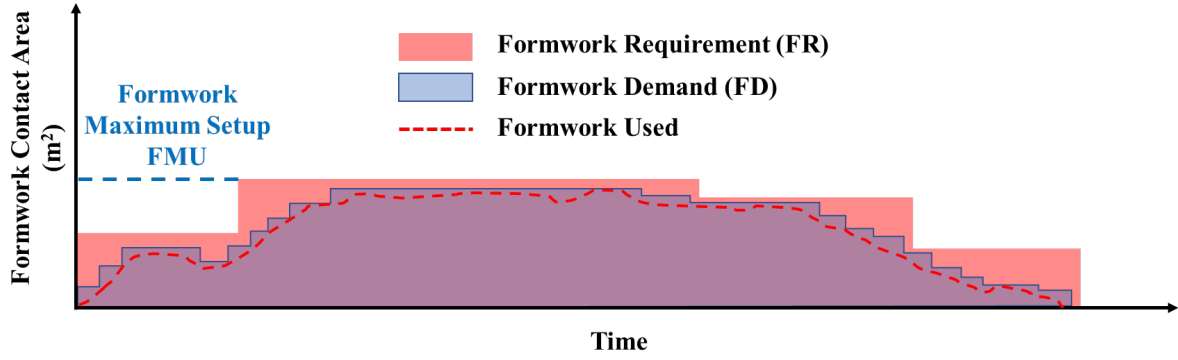 Formwork Contact Area
(m²)
Formwork
Maximum Setup
FMU
Formwork Requirement (FR)
Formwork Demand (FD)
Formwork Used
Time